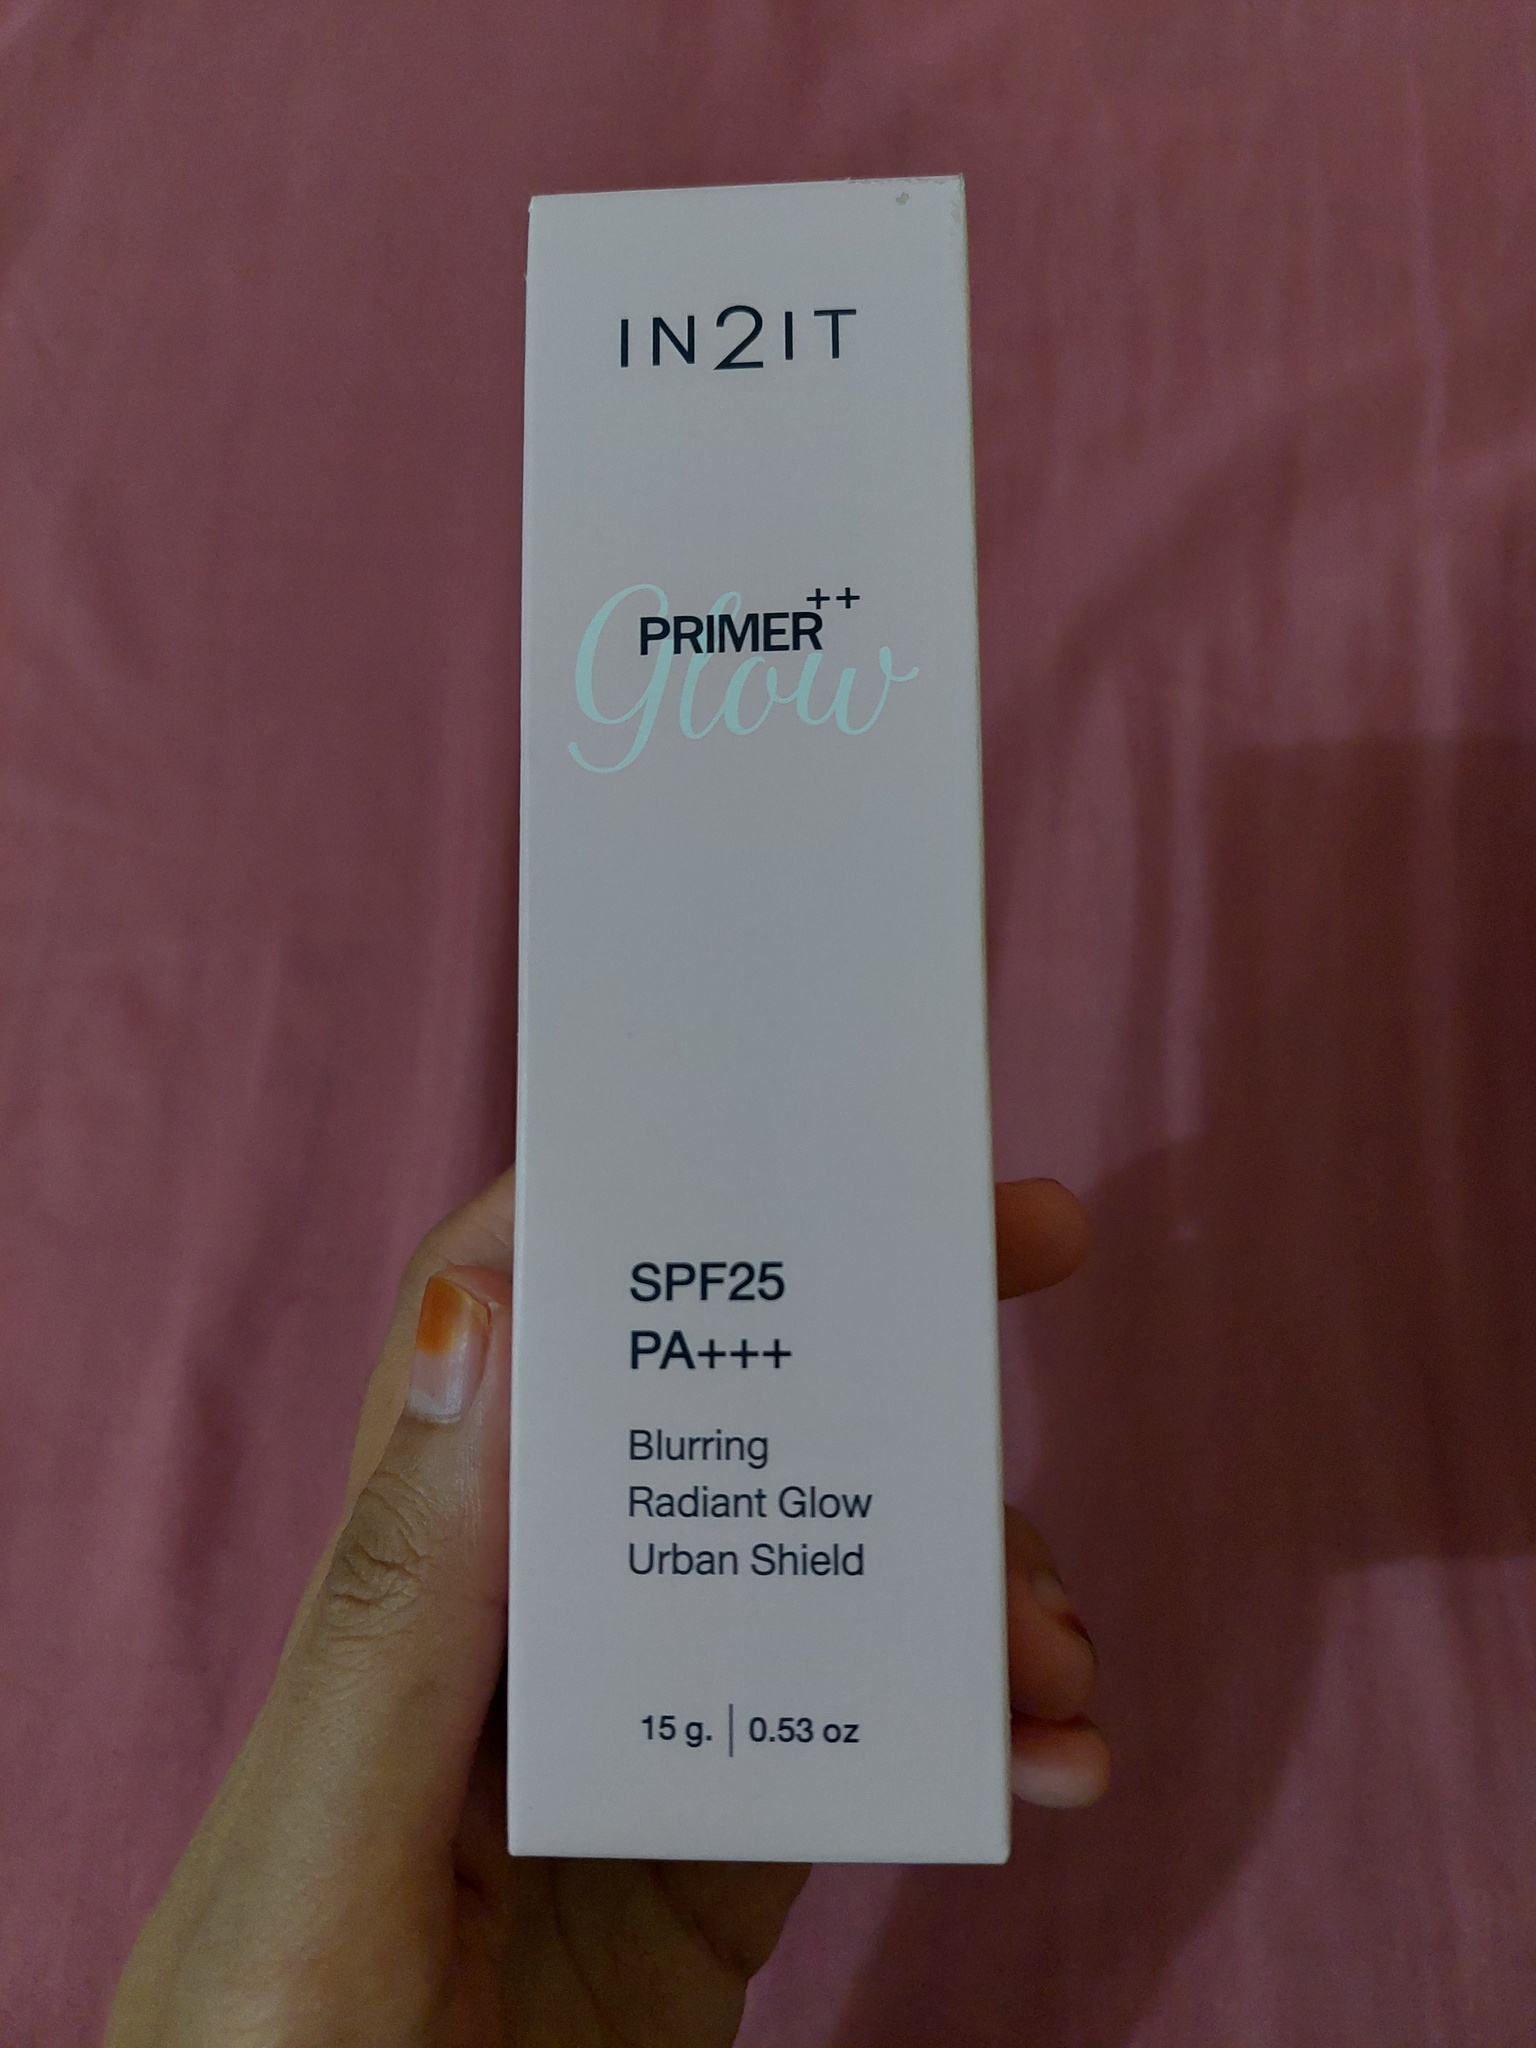 IN2IT
PRIMER++
Glow
SPF25
PA+++
Blurring
Radiant Glow
Urban Shield
15 g. | 0.53 oz